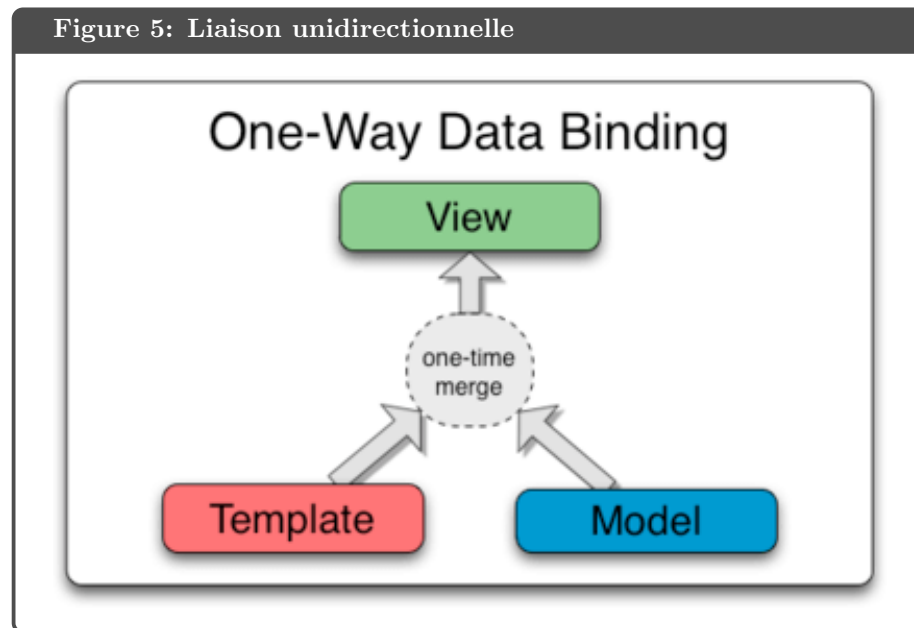 Figure 5: Liaison unidirectionnelle
One-Way Data Binding
View
one-time
merge
Template
Model